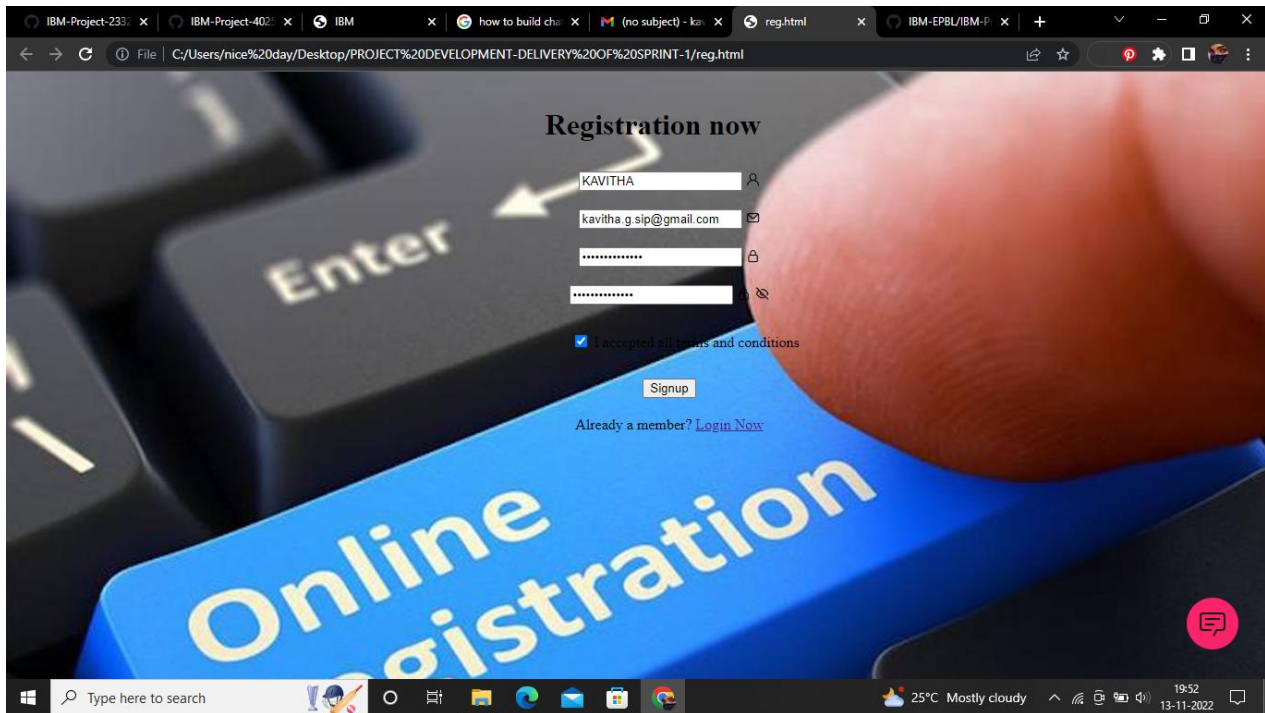 IBM-Project-2332
IBM-Project-4025
IBM
how to build cha
(no subject) - kav
reg.html
IBM-EPBL/IBM-P
File
C:/Users/nice%20day/Desktop/PROJECT%20DEVELOPMENT-DELIVERY%20OF%20SPRINT-1/reg.html
Registration now
KAVITHA
kavitha.g.sip@gmail.com
I accepted all terms and conditions
Signup
Already a member? Login Now
Enter
Online
egistration
Type here to search
25°C Mostly cloudy
19:52
13-11-2022